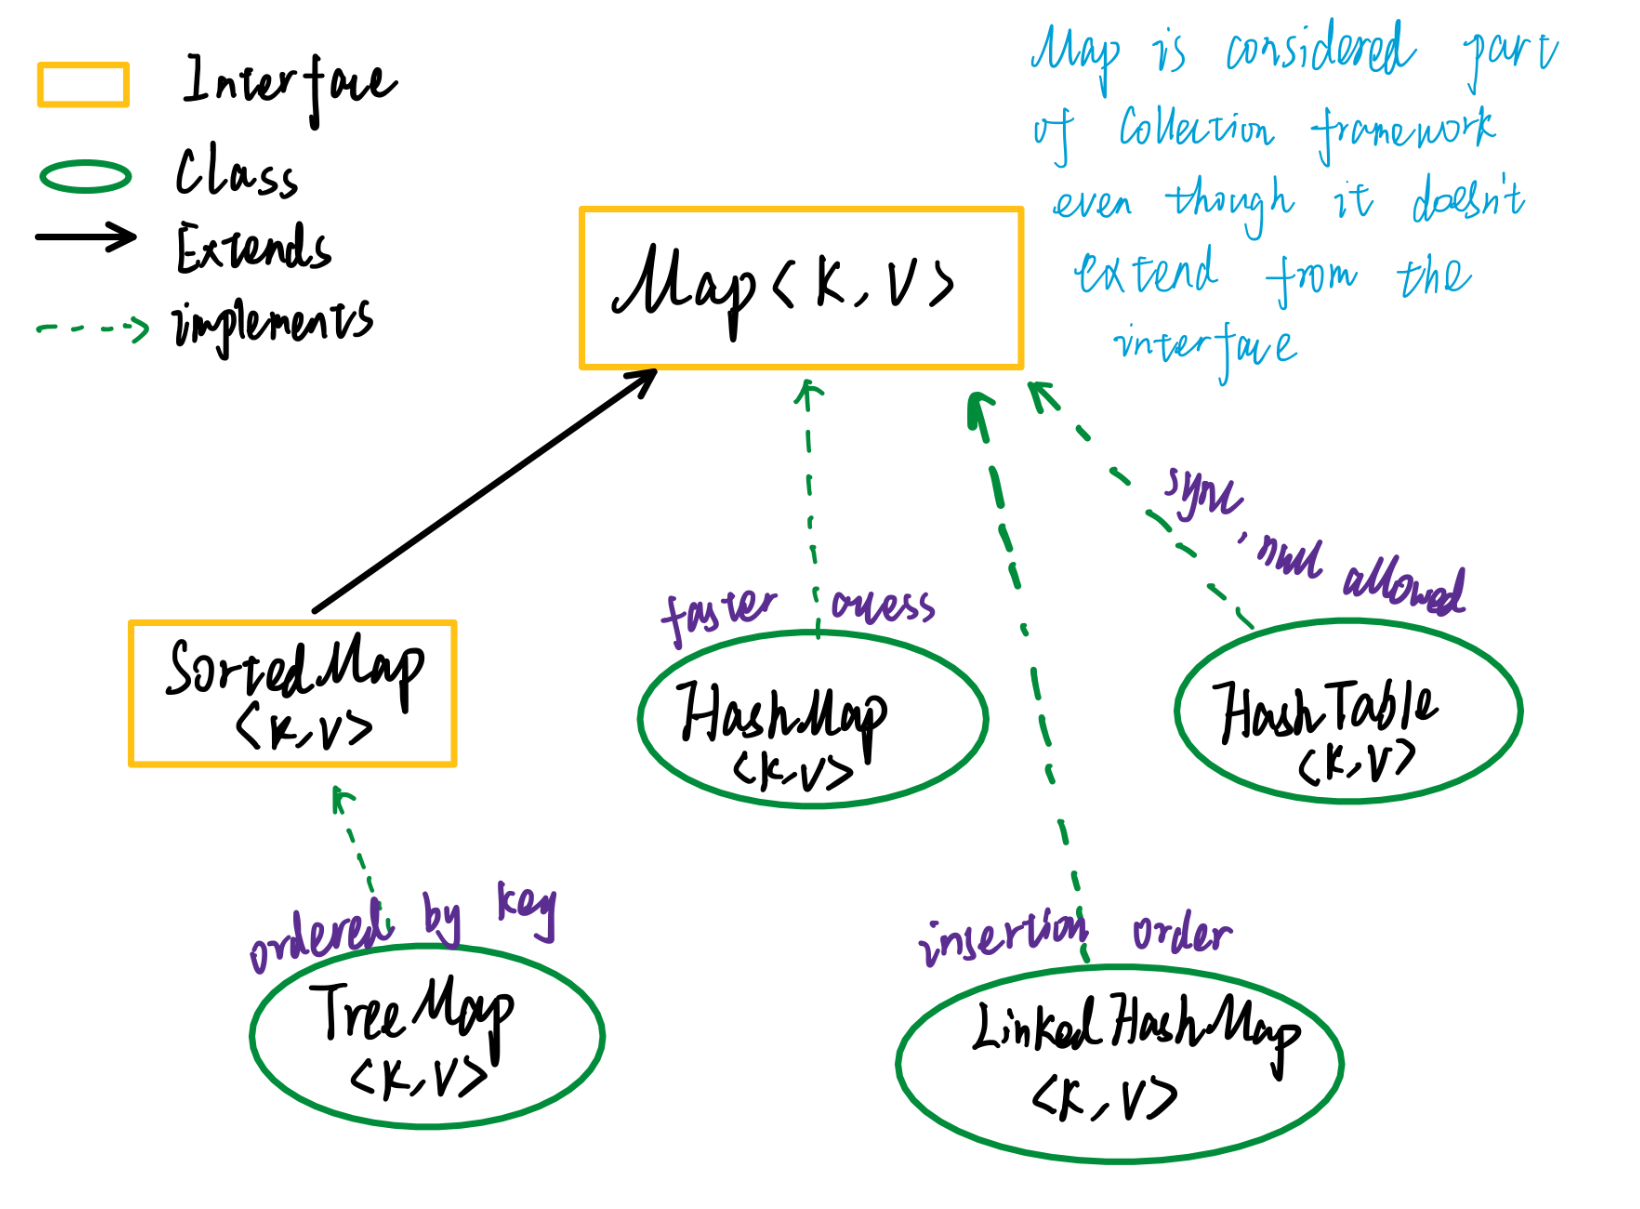 Interface
Class
Extends
implements
Map is considered part
of Collection framework
even though it doesn't
extend from the
interface
Map<K,V>
sync, null allowed
faster access
SortedMap
<K,V>
HashMap
<K,V>
HashTable
<K,V>
ordered by key
insertion order
TreeMap
<K,V>
LinkedHashMap
<K,V>